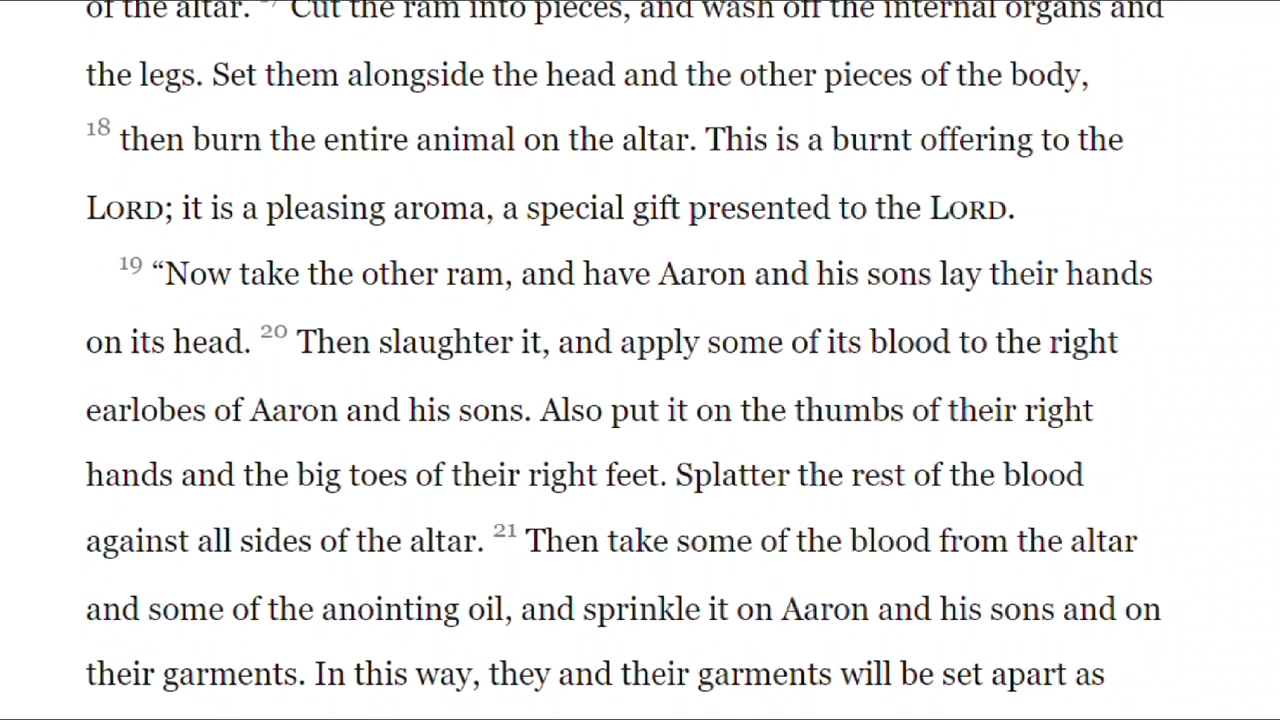 of the altar. 17 Cut the ram into pieces, and wash off the internal organs and
the legs. Set them alongside the head and the other pieces of the body,
18 then burn the entire animal on the altar. This is a burnt offering to the
LORD; it is a pleasing aroma, a special gift presented to the LORD.
19 “Now take the other ram, and have Aaron and his sons lay their hands
on its head. 20 Then slaughter it, and apply some of its blood to the right
earlobes of Aaron and his sons. Also put it on the thumbs of their right
hands and the big toes of their right feet. Splatter the rest of the blood
against all sides of the altar. 21 Then take some of the blood from the altar
and some of the anointing oil, and sprinkle it on Aaron and his sons and on
their garments. In this way, they and their garments will be set apart as